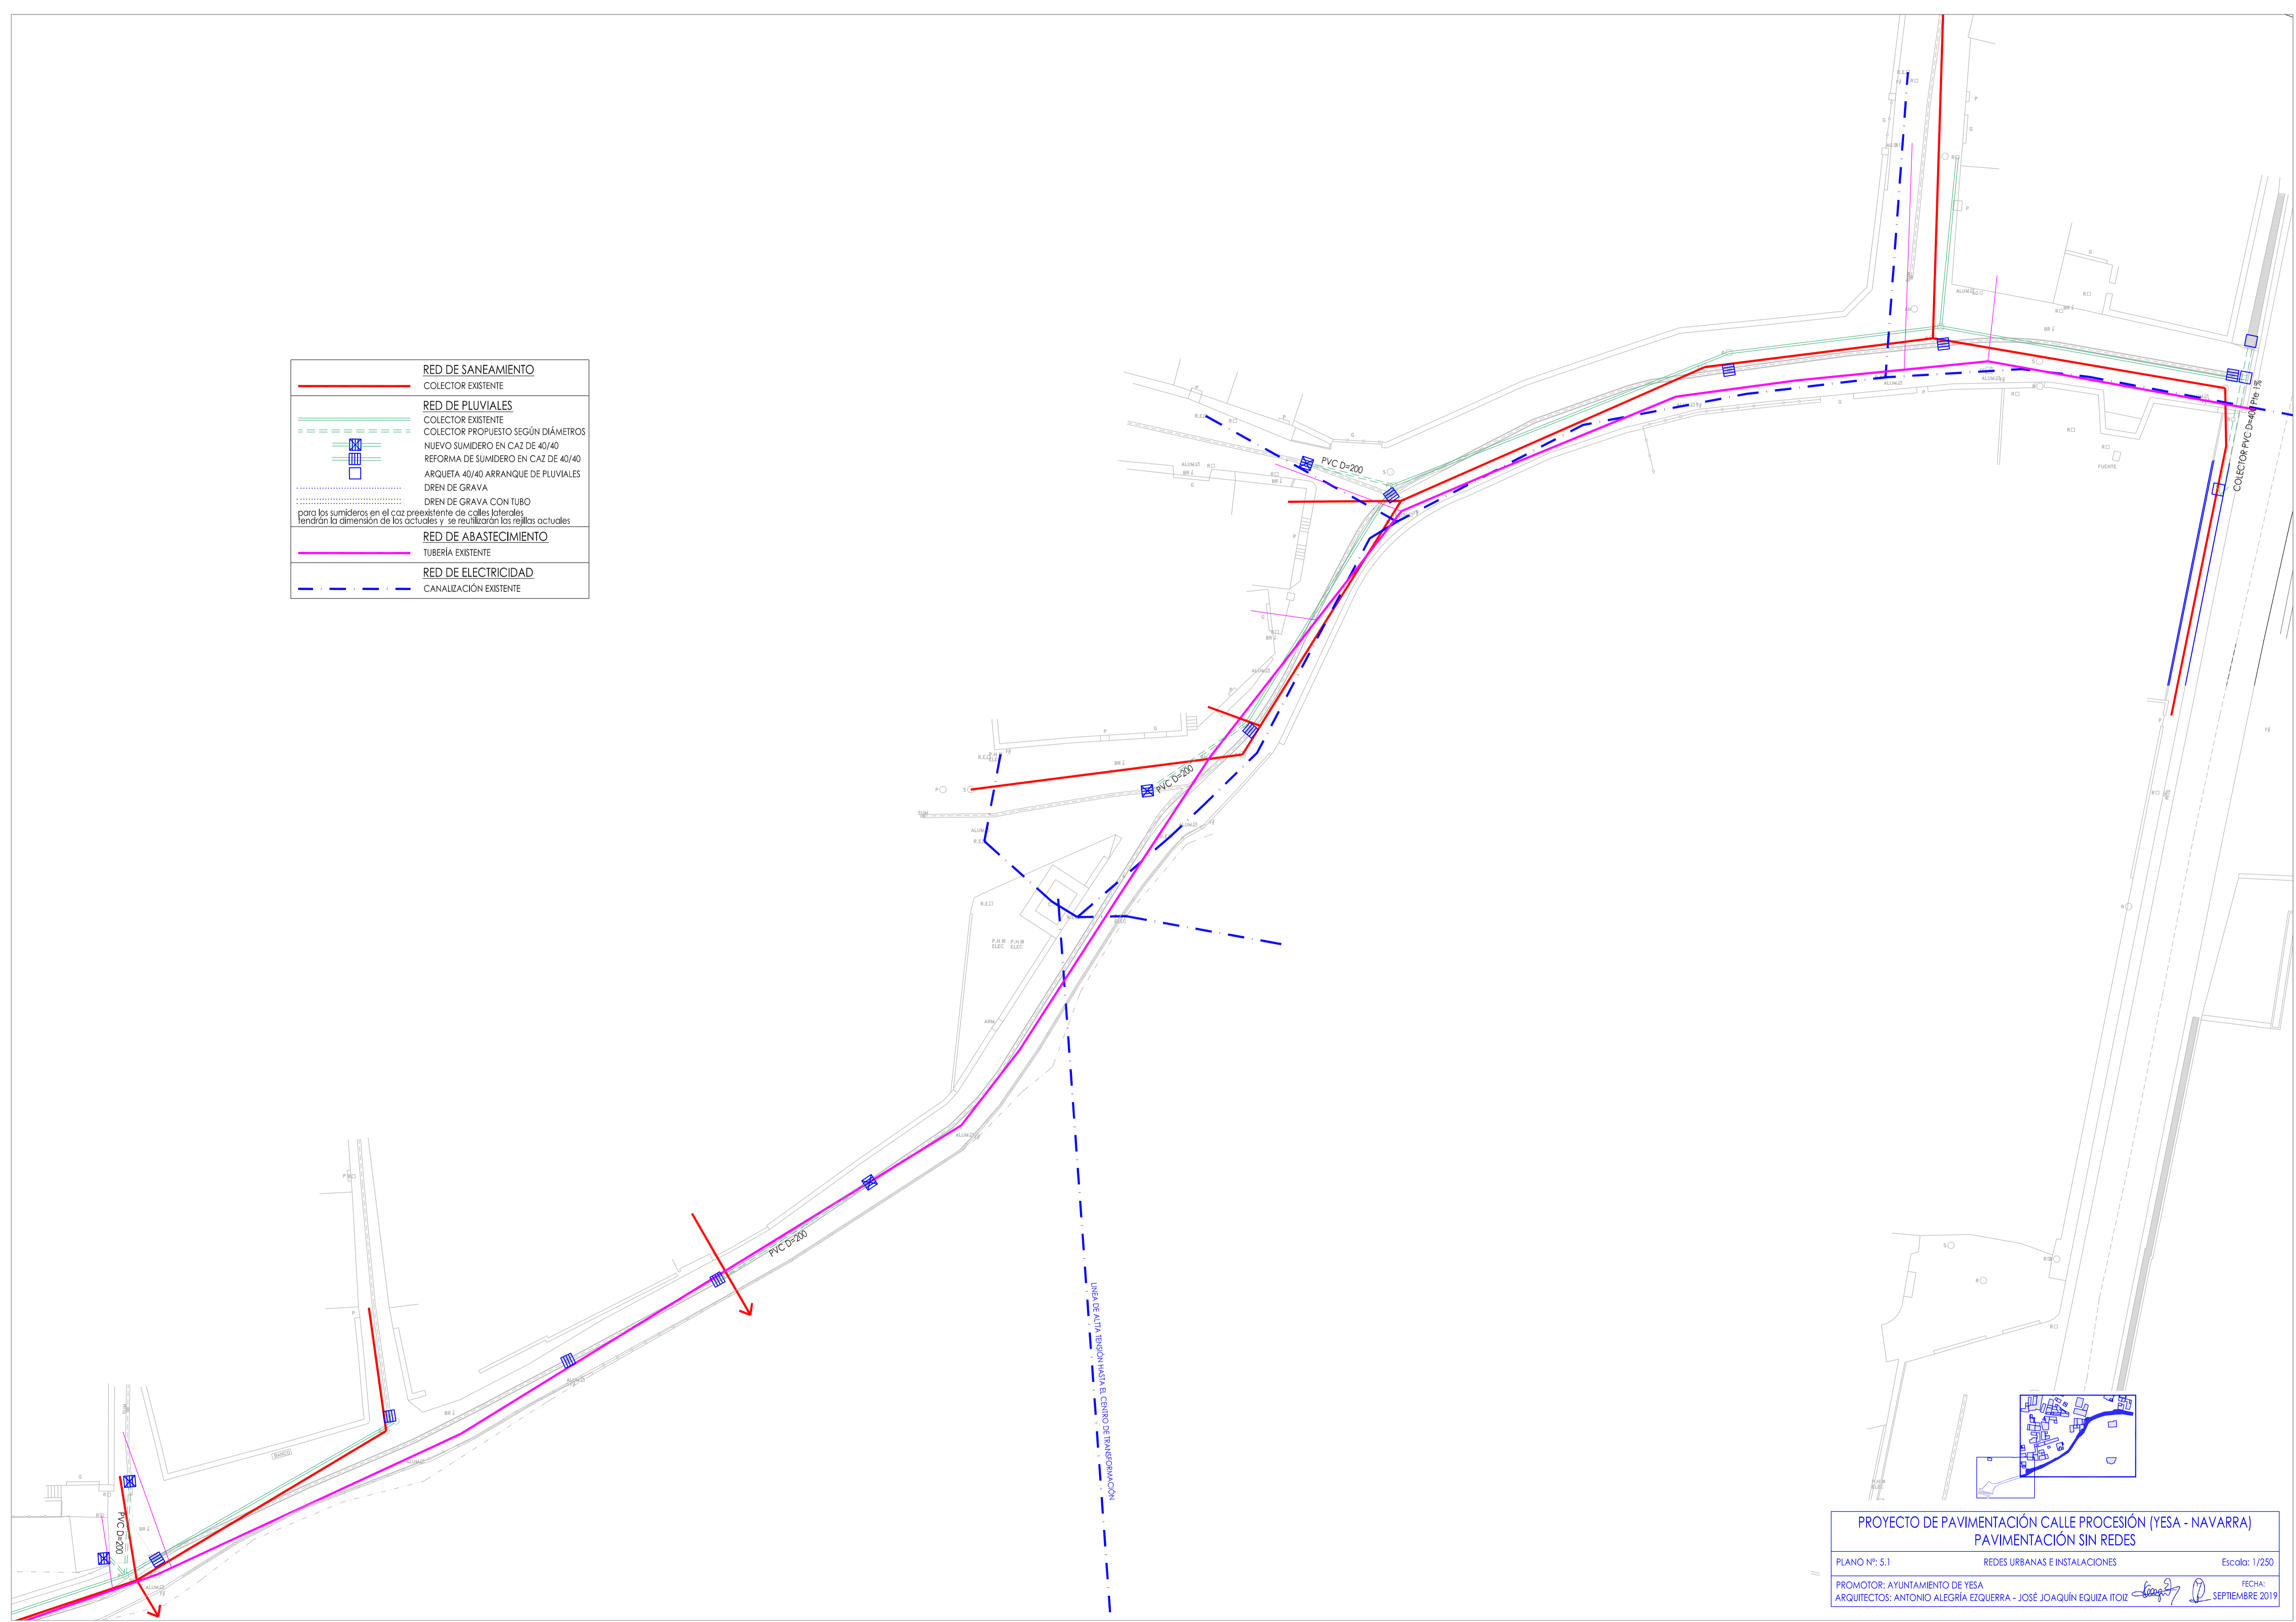 RED DE SANEAMIENTO
COLECTOR EXISTENTE
RED DE PLUVIALES
COLECTOR EXISTENTE
COLECTOR PROPUESTO SEGÚN DIÁMETROS
NUEVO SUMIDERO EN CAZ DE 40/40
REFORMA DE SUMIDERO EN CAZ DE 40/40
ARQUETA 40/40 ARRANQUE DE PLUVIALES
DREN DE GRAVA
DREN DE GRAVA CON TUBO
para los sumideros en el caz preexistente de calles laterales
tendrán la dimensión de los actuales y se reutilizarán las rejillas actuales
RED DE ABASTECIMIENTO
TUBERÍA EXISTENTE
RED DE ELECTRICIDAD
CANALIZACIÓN EXISTENTE
PVC D=200
COLECTOR PVC D=400 Pte 1%
FUENTE
PVC D=200
PVC D=200
PVC D=200
BANCO
LINEA DE ALTTA TENSIÓN HASTA EL CENTRO DE TRANSFORMACIÓN
PROYECTO DE PAVIMENTACIÓN CALLE PROCESIÓN (YESA - NAVARRA)
PAVIMENTACIÓN SIN REDES
PLANO Nº: 5.1 REDES URBANAS E INSTALACIONES Escala: 1/250
PROMOTOR: AYUNTAMIENTO DE YESA
ARQUITECTOS: ANTONIO ALEGRÍA EZQUERRA - JOSÉ JOAQUÍN EQUIZA ITOIZ
FECHA:
SEPTIEMBRE 2019